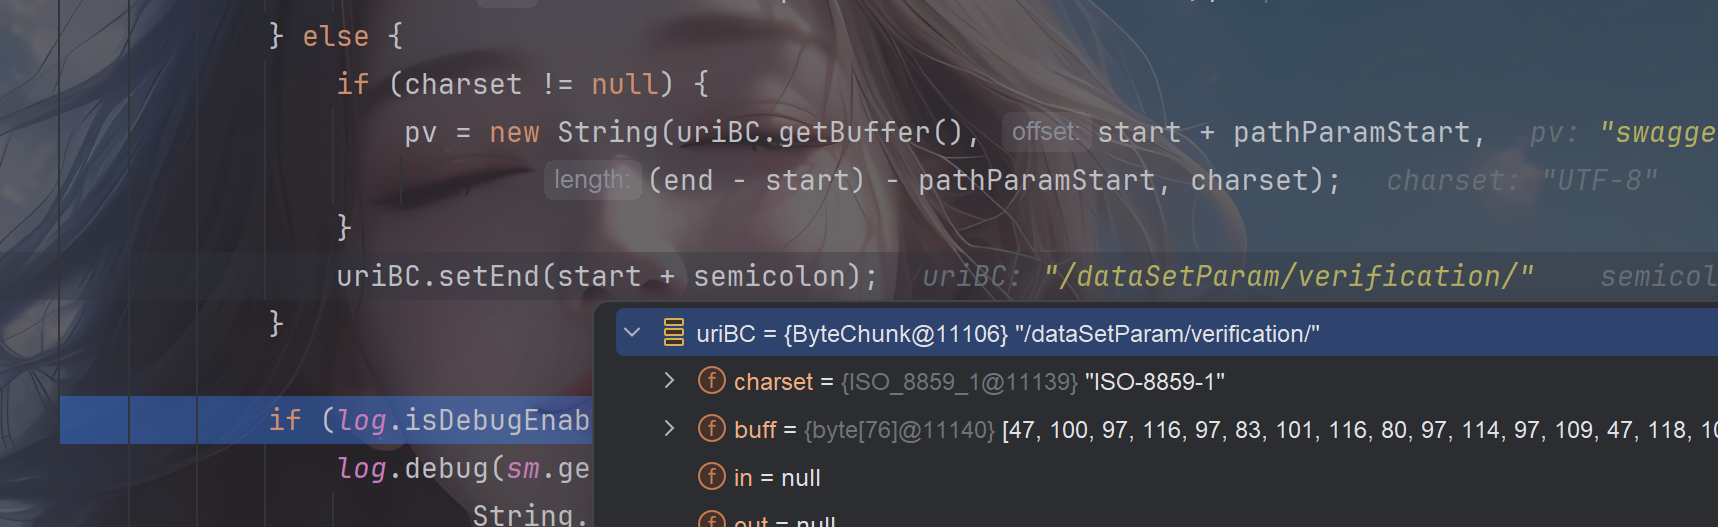 } else {
if (charset != null) {
pv = new String(uriBC.getBuffer(), offset: start + pathParamStart, pv: "swagge
length: (end - start) - pathParamStart, charset); charset: "UTF-8"
}
uriBC.setEnd(start + semicolon); uriBC: "/dataSetParam/verification/" semicol
}
uriBC = {ByteChunk@11106} "/dataSetParam/verification/"
charset = {ISO_8859_1@11139} "ISO-8859-1"
if (log.isDebugEnab
buff = {byte[76]@11140} [47, 100, 97, 116, 97, 83, 101, 116, 80, 97, 114, 97, 109, 47, 118, 10
log.debug(sm.ge
in = null
String.
out = null